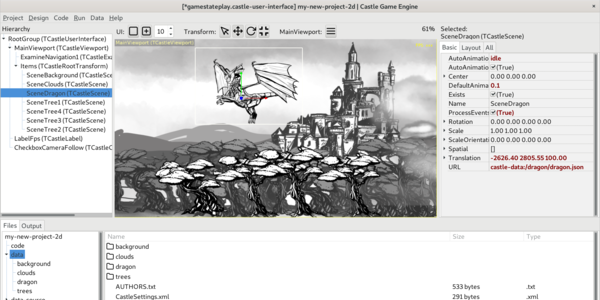 [*gamestateplay.castle-user-interface] my-new-project-2d | Castle Game Engine
Project Design Code Run Data Help
Hierarchy
RootGroup (TCastleUserInterface)
MainViewport (TCastleViewport)
ExamineNavigation1 (TCastleExa
Items (TCastleRootTransform)
SceneBackground (TCastleSce
SceneClouds (TCastleScene)
SceneDragon (TCastleScene)
SceneTree1 (TCastleScene)
SceneTree4 (TCastleScene)
SceneTree3 (TCastleScene)
SceneTree2 (TCastleScene)
LabelFps (TCastleLabel)
CheckboxCameraFollow (TCastleC
UI: 10 Transform: MainViewport: 61%
MainViewport (TCastleViewport)
Selected:
SceneDragon (TCastleScene)
Basic Layout All
AutoAnimatio idle
AutoAnimatio (True)
Center 0.00 0.00 0.00
DefaultAnima 0.1
Exists (True)
Name SceneDragon
ProcessEvent (True)
Rotation 0.00 0.00 0.00 0.00
Scale 1.00 1.00 1.00
ScaleOrientati 0.00 0.00 0.00 0.00
Spatial []
Translation -2626.40 2805.55 100.00
URL castle-data:/dragon/dragon.json
Files Output
my-new-project-2d
code
data
background
clouds
dragon
trees
Name Size Type
background
clouds
dragon
trees
AUTHORS.txt 533 bytes .txt
CastleSettings.xml 291 bytes .xml